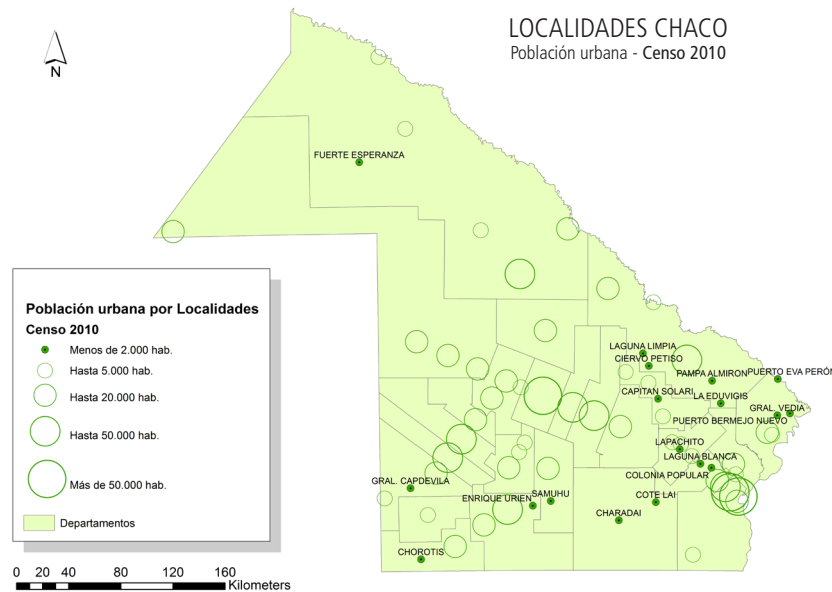 LOCALIDADES CHACO
Población urbana - Censo 2010
N
FUERTE ESPERANZA
Población urbana por Localidades
Censo 2010
Menos de 2.000 hab.
Hasta 5.000 hab.
Hasta 20.000 hab.
Hasta 50.000 hab.
Más de 50.000 hab.
Departamentos
LAGUNA LIMPIA
CIERVO PETISO
PAMPA ALMIRON
PUERTO EVA PERÓN
CAPITAN SOLARI
LA EDUVIGIS
GRAL. VEDIA
PUERTO BERMEJO NUEVO
LAPACHITO
LAGUNA BLANCA
COLONIA POPULAR
GRAL. CAPDEVILA
ENRIQUE URIEN
SAMUHU
COTE LAI
CHARADAI
CHOROTIS
0 20 40 80 120 160
Kilometers